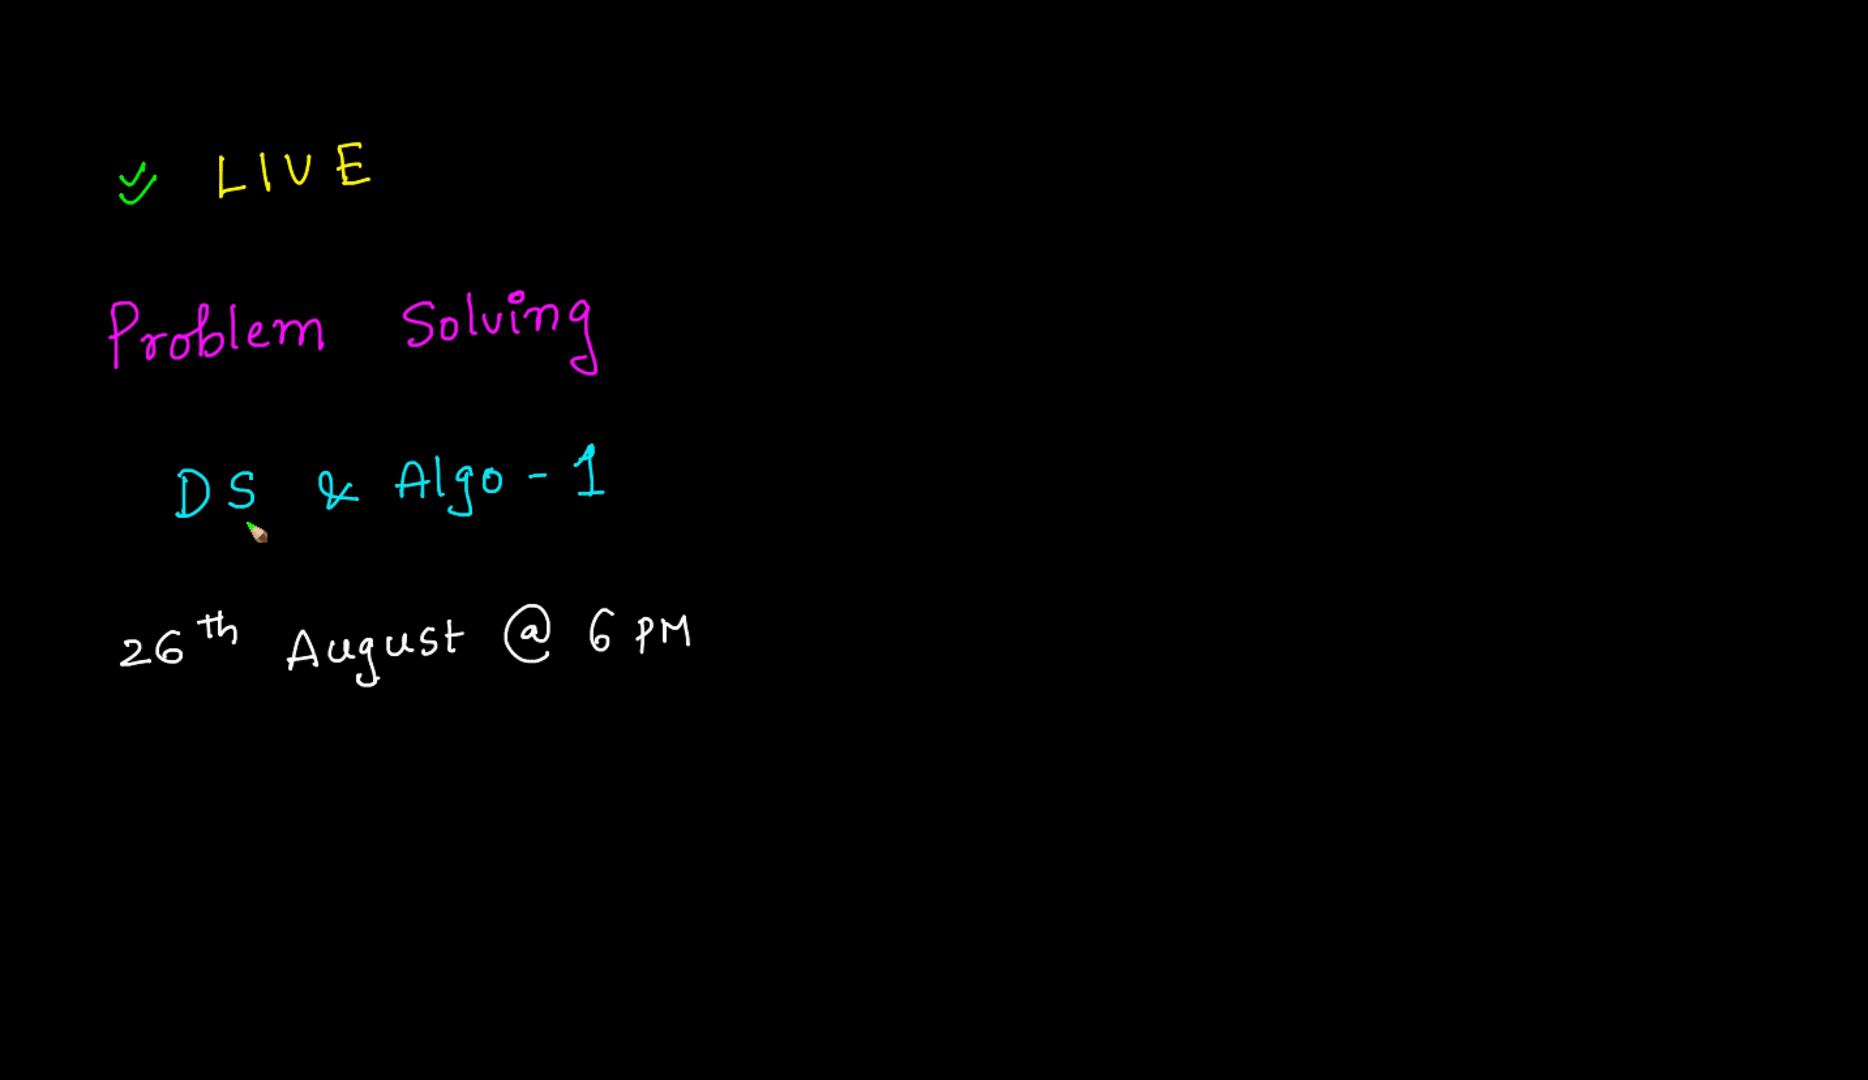 LIVE
Problem Solving
DS & Algo - 1
26th August @ 6 PM